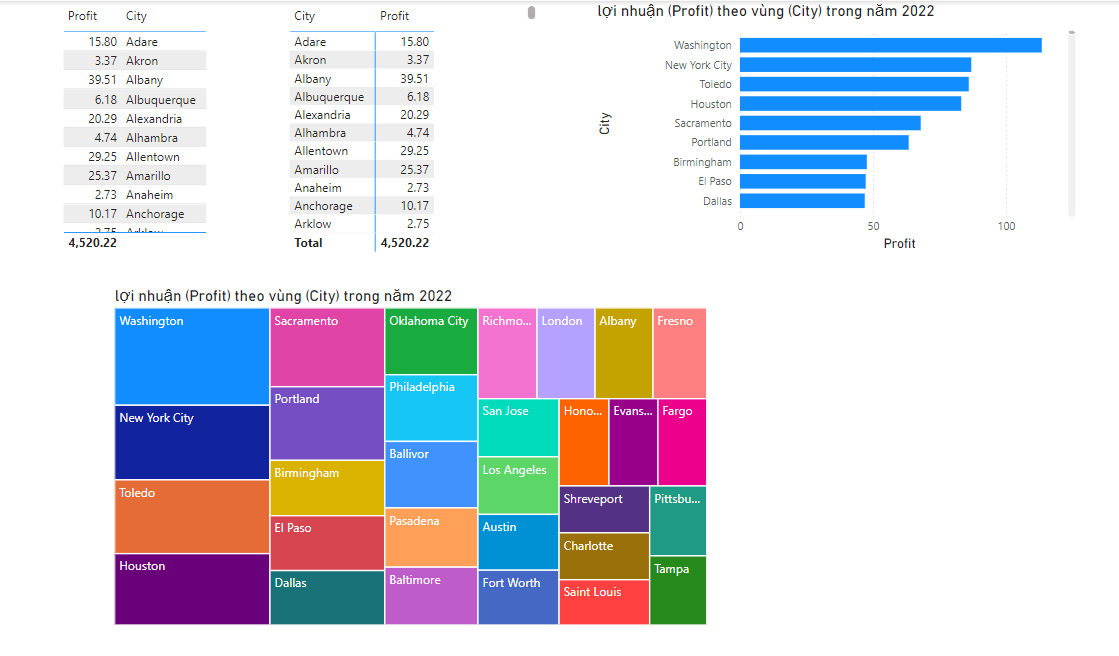 Profit City
15.80 Adare
3.37 Akron
39.51 Albany
6.18 Albuquerque
20.29 Alexandria
4.74 Alhambra
29.25 Allentown
25.37 Amarillo
2.73 Anaheim
10.17 Anchorage
2.75 Arklow
4,520.22
City Profit
Adare 15.80
Akron 3.37
Albany 39.51
Albuquerque 6.18
Alexandria 20.29
Alhambra 4.74
Allentown 29.25
Amarillo 25.37
Anaheim 2.73
Anchorage 10.17
Arklow 2.75
Total 4,520.22
lợi nhuận (Profit) theo vùng (City) trong năm 2022
City
Washington
New York City
Toledo
Houston
Sacramento
Portland
Birmingham
El Paso
Dallas
0 50 100
Profit
lợi nhuận (Profit) theo vùng (City) trong năm 2022
Washington
New York City
Toledo
Houston
Sacramento
Portland
Birmingham
El Paso
Dallas
Oklahoma City
Philadelphia
Ballivor
Pasadena
Baltimore
Richmo...
London
Albany
Fresno
San Jose
Los Angeles
Austin
Fort Worth
Hono...
Evans...
Fargo
Shreveport
Charlotte
Saint Louis
Pittsbu...
Tampa